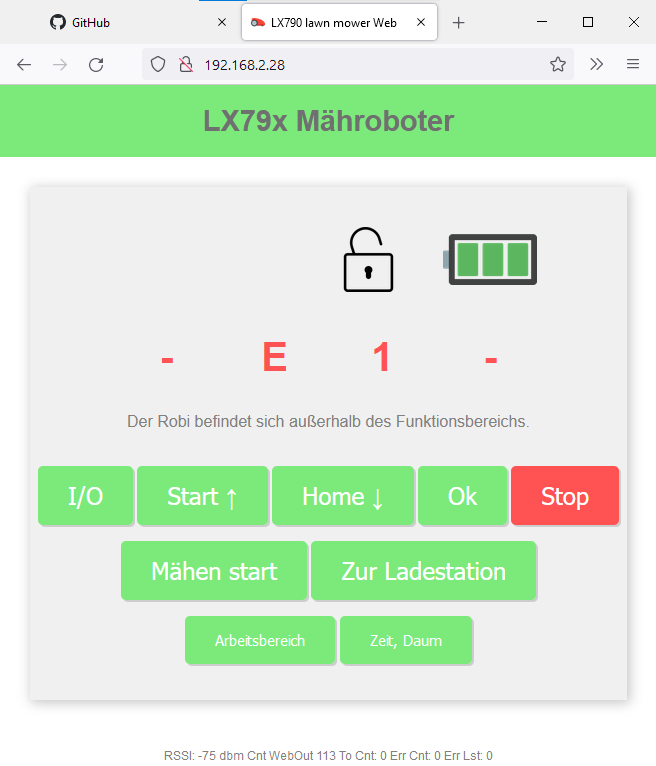 GitHub
LX790 lawn mower Web
192.168.2.28
LX79x Mähroboter
- E 1 -
Der Robi befindet sich außerhalb des Funktionsbereichs.
I/O Start ↑ Home ↓ Ok Stop
Mähen start Zur Ladestation
Arbeitsbereich Zeit, Daum
RSSI: -75 dbm Cnt WebOut 113 To Cnt: 0 Err Cnt: 0 Err Lst: 0